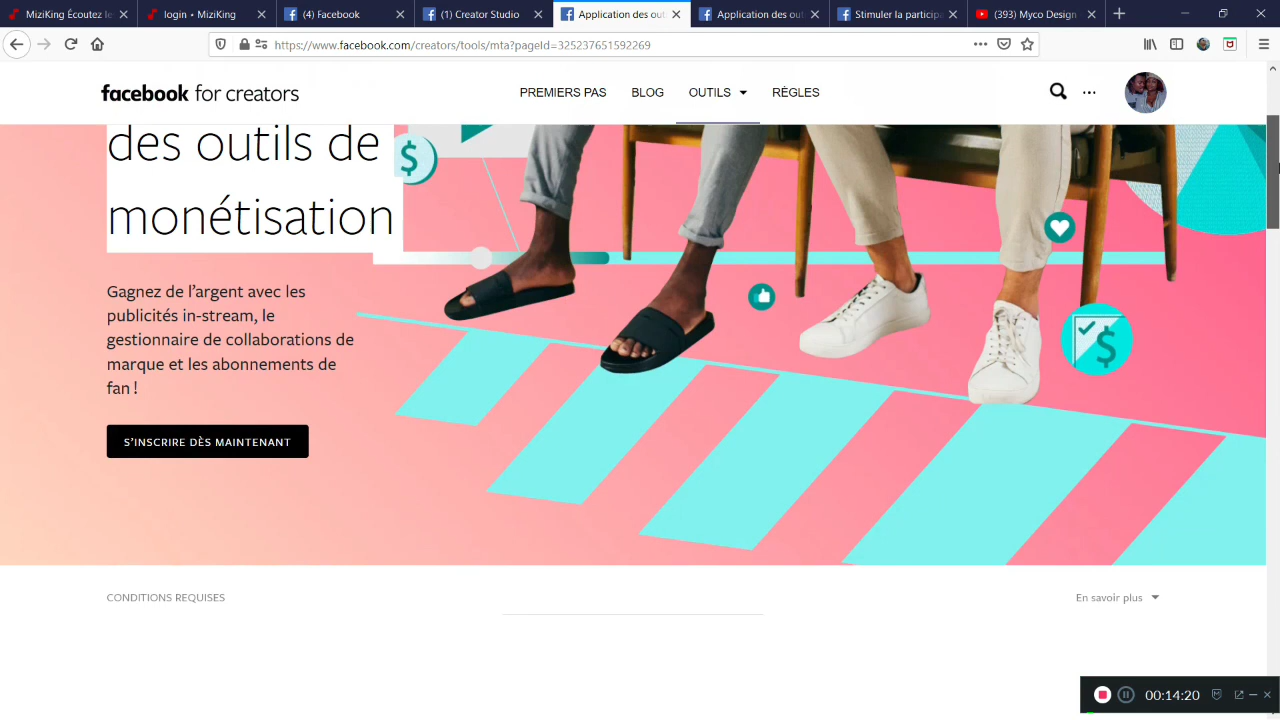 MiziKing Écoutez le
login • MiziKing
(4) Facebook
(1) Creator Studio
Application des out
Application des out
Stimuler la participa
(393) Myco Design
https://www.facebook.com/creators/tools/mta?pageId=325237651592269
facebook for creators
PREMIERS PAS
BLOG
OUTILS
RÈGLES
des outils de
monétisation
Gagnez de l'argent avec les
publicités in-stream, le
gestionnaire de collaborations de
marque et les abonnements de
fan !
S'INSCRIRE DÈS MAINTENANT
CONDITIONS REQUISES
En savoir plus
00:14:20